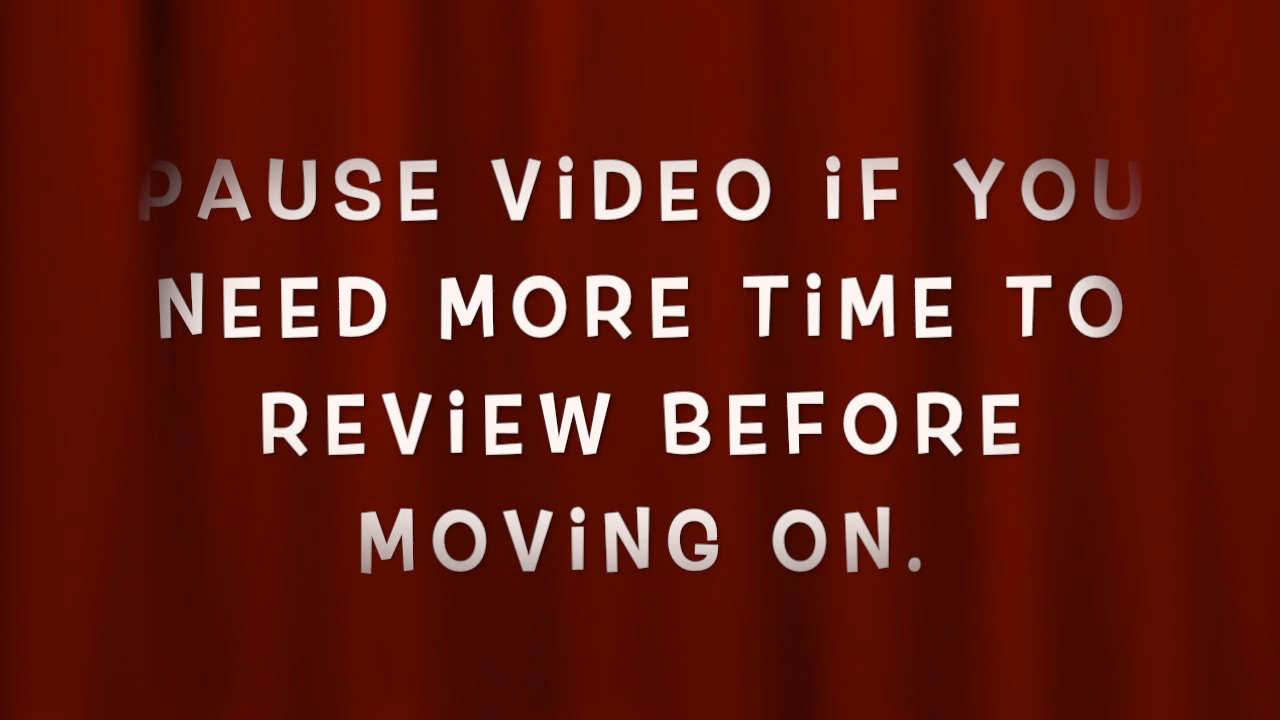 PAUSE ViDEO iF YOU
NEED MORE TiME TO
REViEW BEFORE
MOViNG ON.